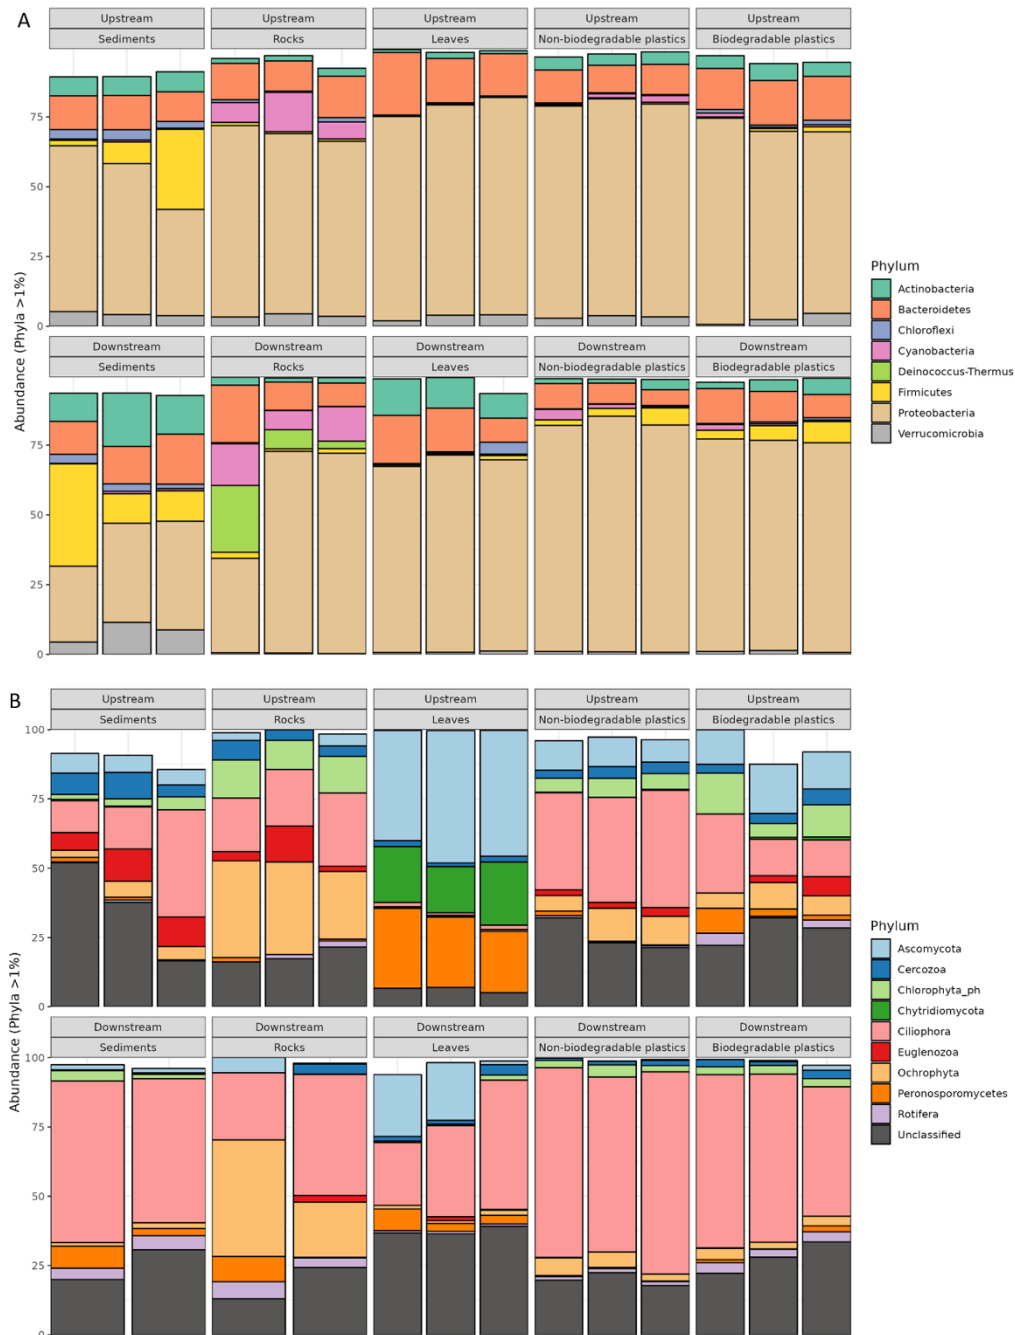 A
Upstream Upstream Upstream Upstream Upstream
Sediments Rocks Leaves Non-biodegradable plastics Biodegradable plastics
75
50
25
0
Downstream Downstream Downstream Downstream Downstream
Sediments Rocks Leaves Non-biodegradable plastics Biodegradable plastics
75
50
25
0
Abundance (Phyla >1%)
Phylum
Actinobacteria
Bacteroidetes
Chloroflexi
Cyanobacteria
Deinococcus-Thermus
Firmicutes
Proteobacteria
Verrucomicrobia
B
Upstream Upstream Upstream Upstream Upstream
Sediments Rocks Leaves Non-biodegradable plastics Biodegradable plastics
100
75
50
25
0
Downstream Downstream Downstream Downstream Downstream
Sediments Rocks Leaves Non-biodegradable plastics Biodegradable plastics
100
75
50
25
0
Abundance (Phyla >1%)
Phylum
Ascomycota
Cercozoa
Chlorophyta_ph
Chytridiomycota
Ciliophora
Euglenozoa
Ochrophyta
Peronosporomycetes
Rotifera
Unclassified